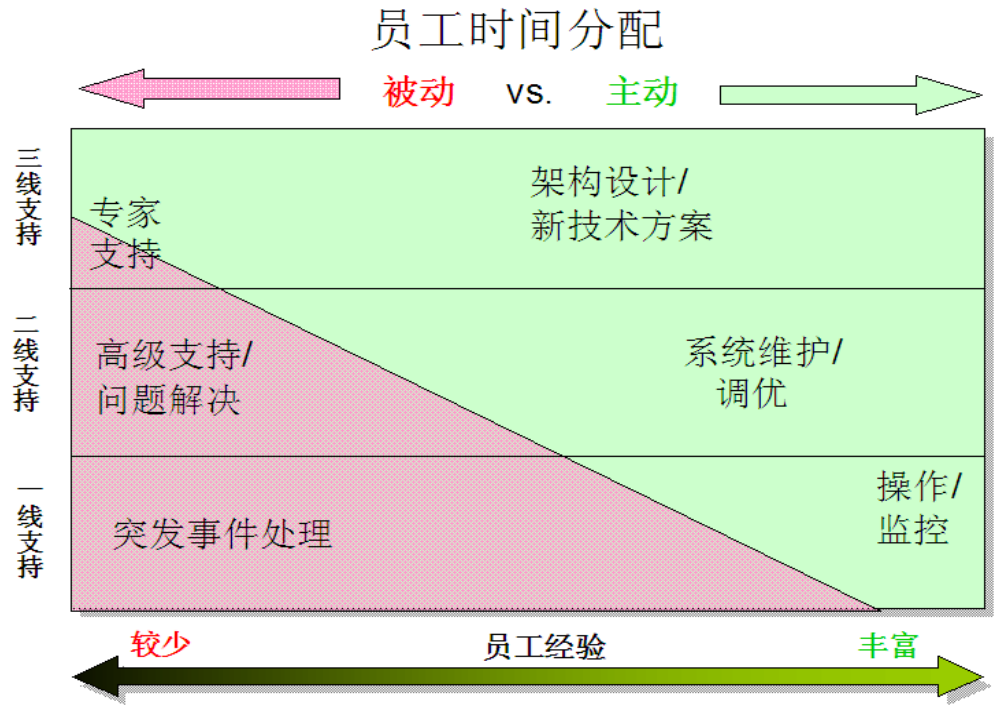 员工时间分配
被动 vs. 主动
三线支持
专家
支持
架构设计/
新技术方案
二线支持
高级支持/
问题解决
系统维护/
调优
一线支持
突发事件处理
操作/
监控
较少 员工经验 丰富